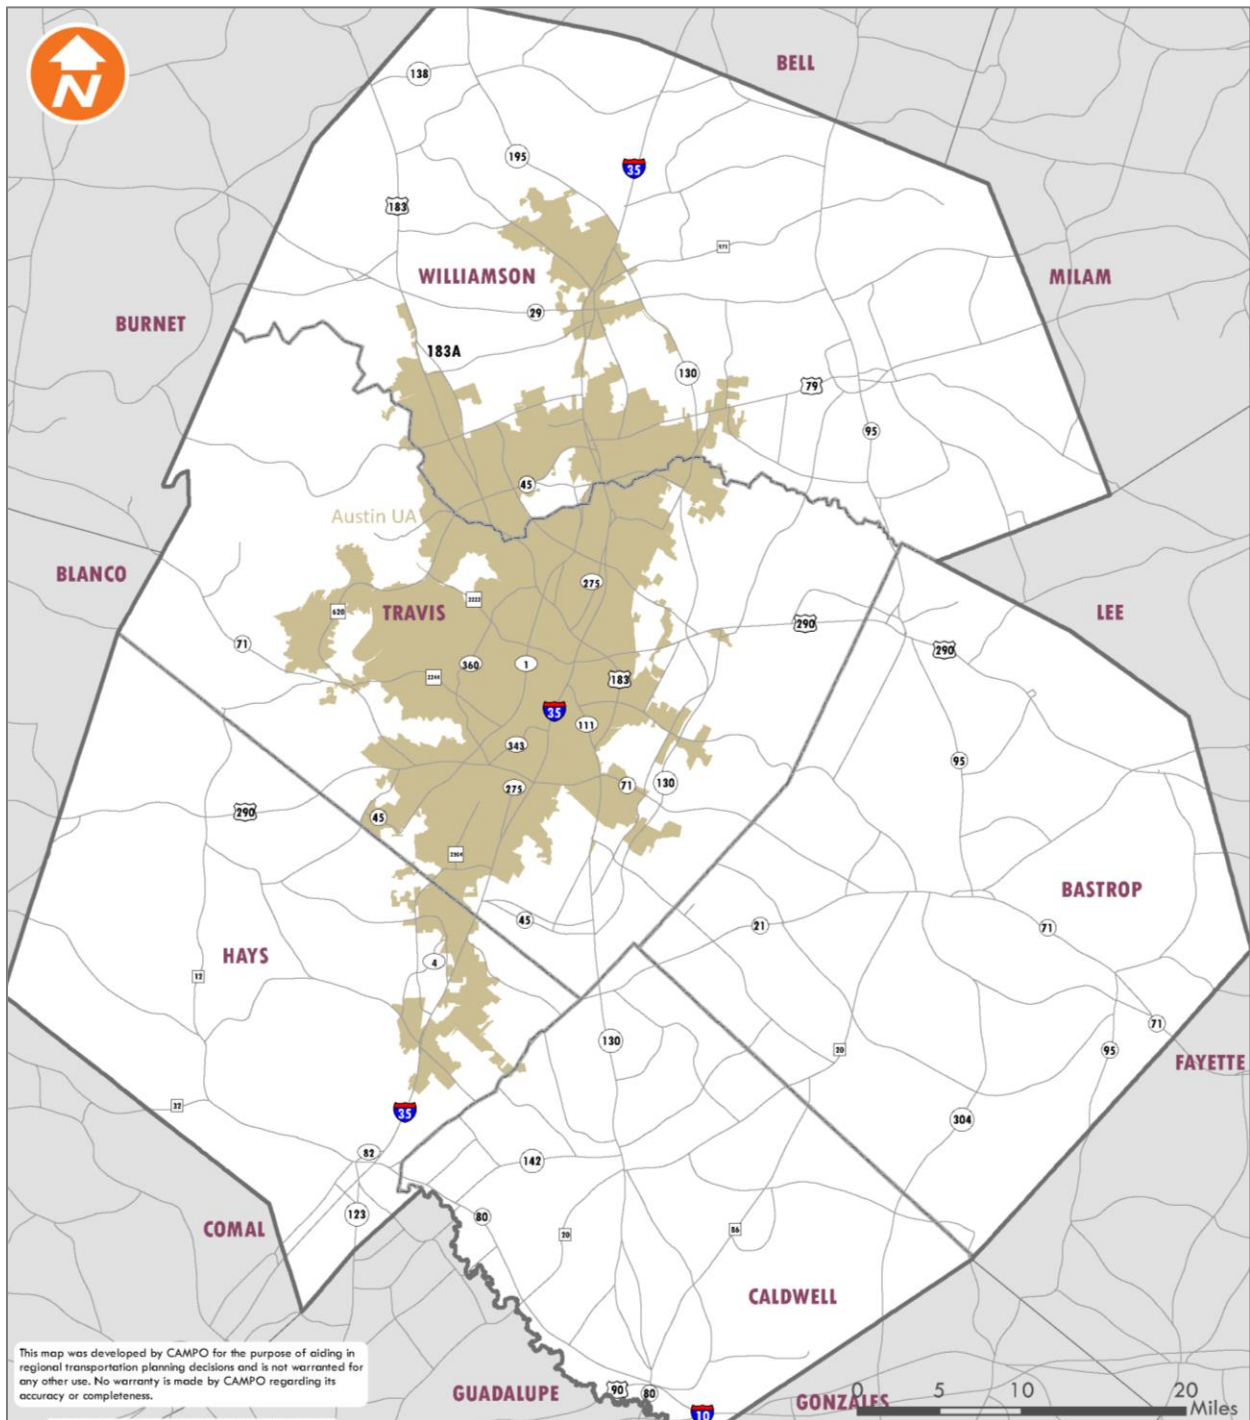 N
BELL
138
195
35
183
975
WILLIAMSON
MILAM
29
BURNET
183A
130
79
95
45
Austin UA
BLANCO
275
2222
620
TRAVIS
LEE
290
71
290
360
1
2244
183
35
111
343
95
275
71
130
290
45
2304
BASTROP
45
21
71
HAYS
4
12
71
130
20
95
FAYETTE
32
35
304
82
142
123
80
COMAL
20
86
CALDWELL
This map was developed by CAMPO for the purpose of aiding in
regional transportation planning decisions and is not warranted for
any other use. No warranty is made by CAMPO regarding its
accuracy or completeness.
GUADALUPE
90
80
10
GONZALES
0 5 10 20
Miles